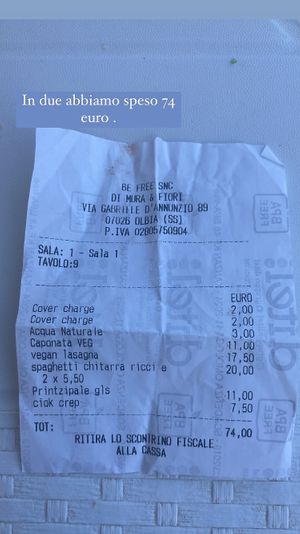 In due abbiamo speso 74
euro .
BE FREE SNC
DI MURA & FIORI
VIA GABRIELE D'ANNUNZIO 89
07026 OLBIA (SS)
P.IVA 02805750904
SALA: 1 - Sala 1
TAVOLO:9
EURO
Cover charge 2,00
Cover charge 2,00
Acqua Naturale 3,00
Caponata VEG 11,00
vegan lasagna 17,50
spaghetti chitarra ricci e 20,00
2 x 5,50
Printzipale gls 11,00
ciok crep 7,50
TOT: 74,00
RITIRA LO SCONTRINO FISCALE
ALLA CASSA
BPA
FREE